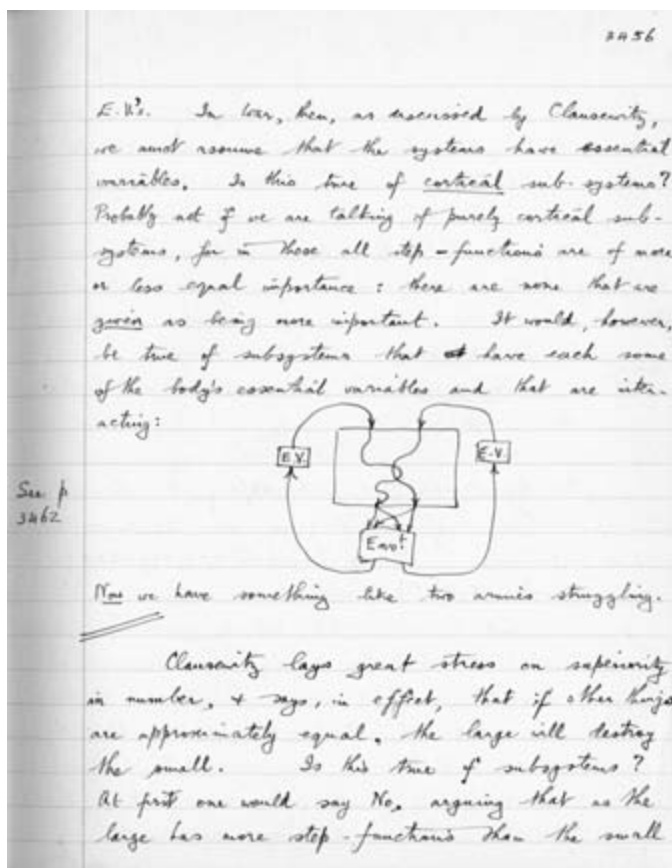 3456
E.V's. In war, then, as discussed by Clausewitz,
we must assume that the systems have essential
variables. Is this true of cortical sub-systems?
Probably not if we are talking of purely cortical sub-
systems, for in these all step-functions are of more
or less equal importance: there are none that are
given as being more important. It would, however,
be true of subsystems that have each some
of the body's essential variables and that are inter-
acting:
E.V.
E.V.
See p
3462
Envt
Now we have something like two armies struggling.
Clausewitz lays great stress on superiority
in number, & says, in effect, that if other things
are approximately equal, the large will destroy
the small. Is this true of subsystems?
At first one would say No, arguing that as the
large has more step-functions than the small